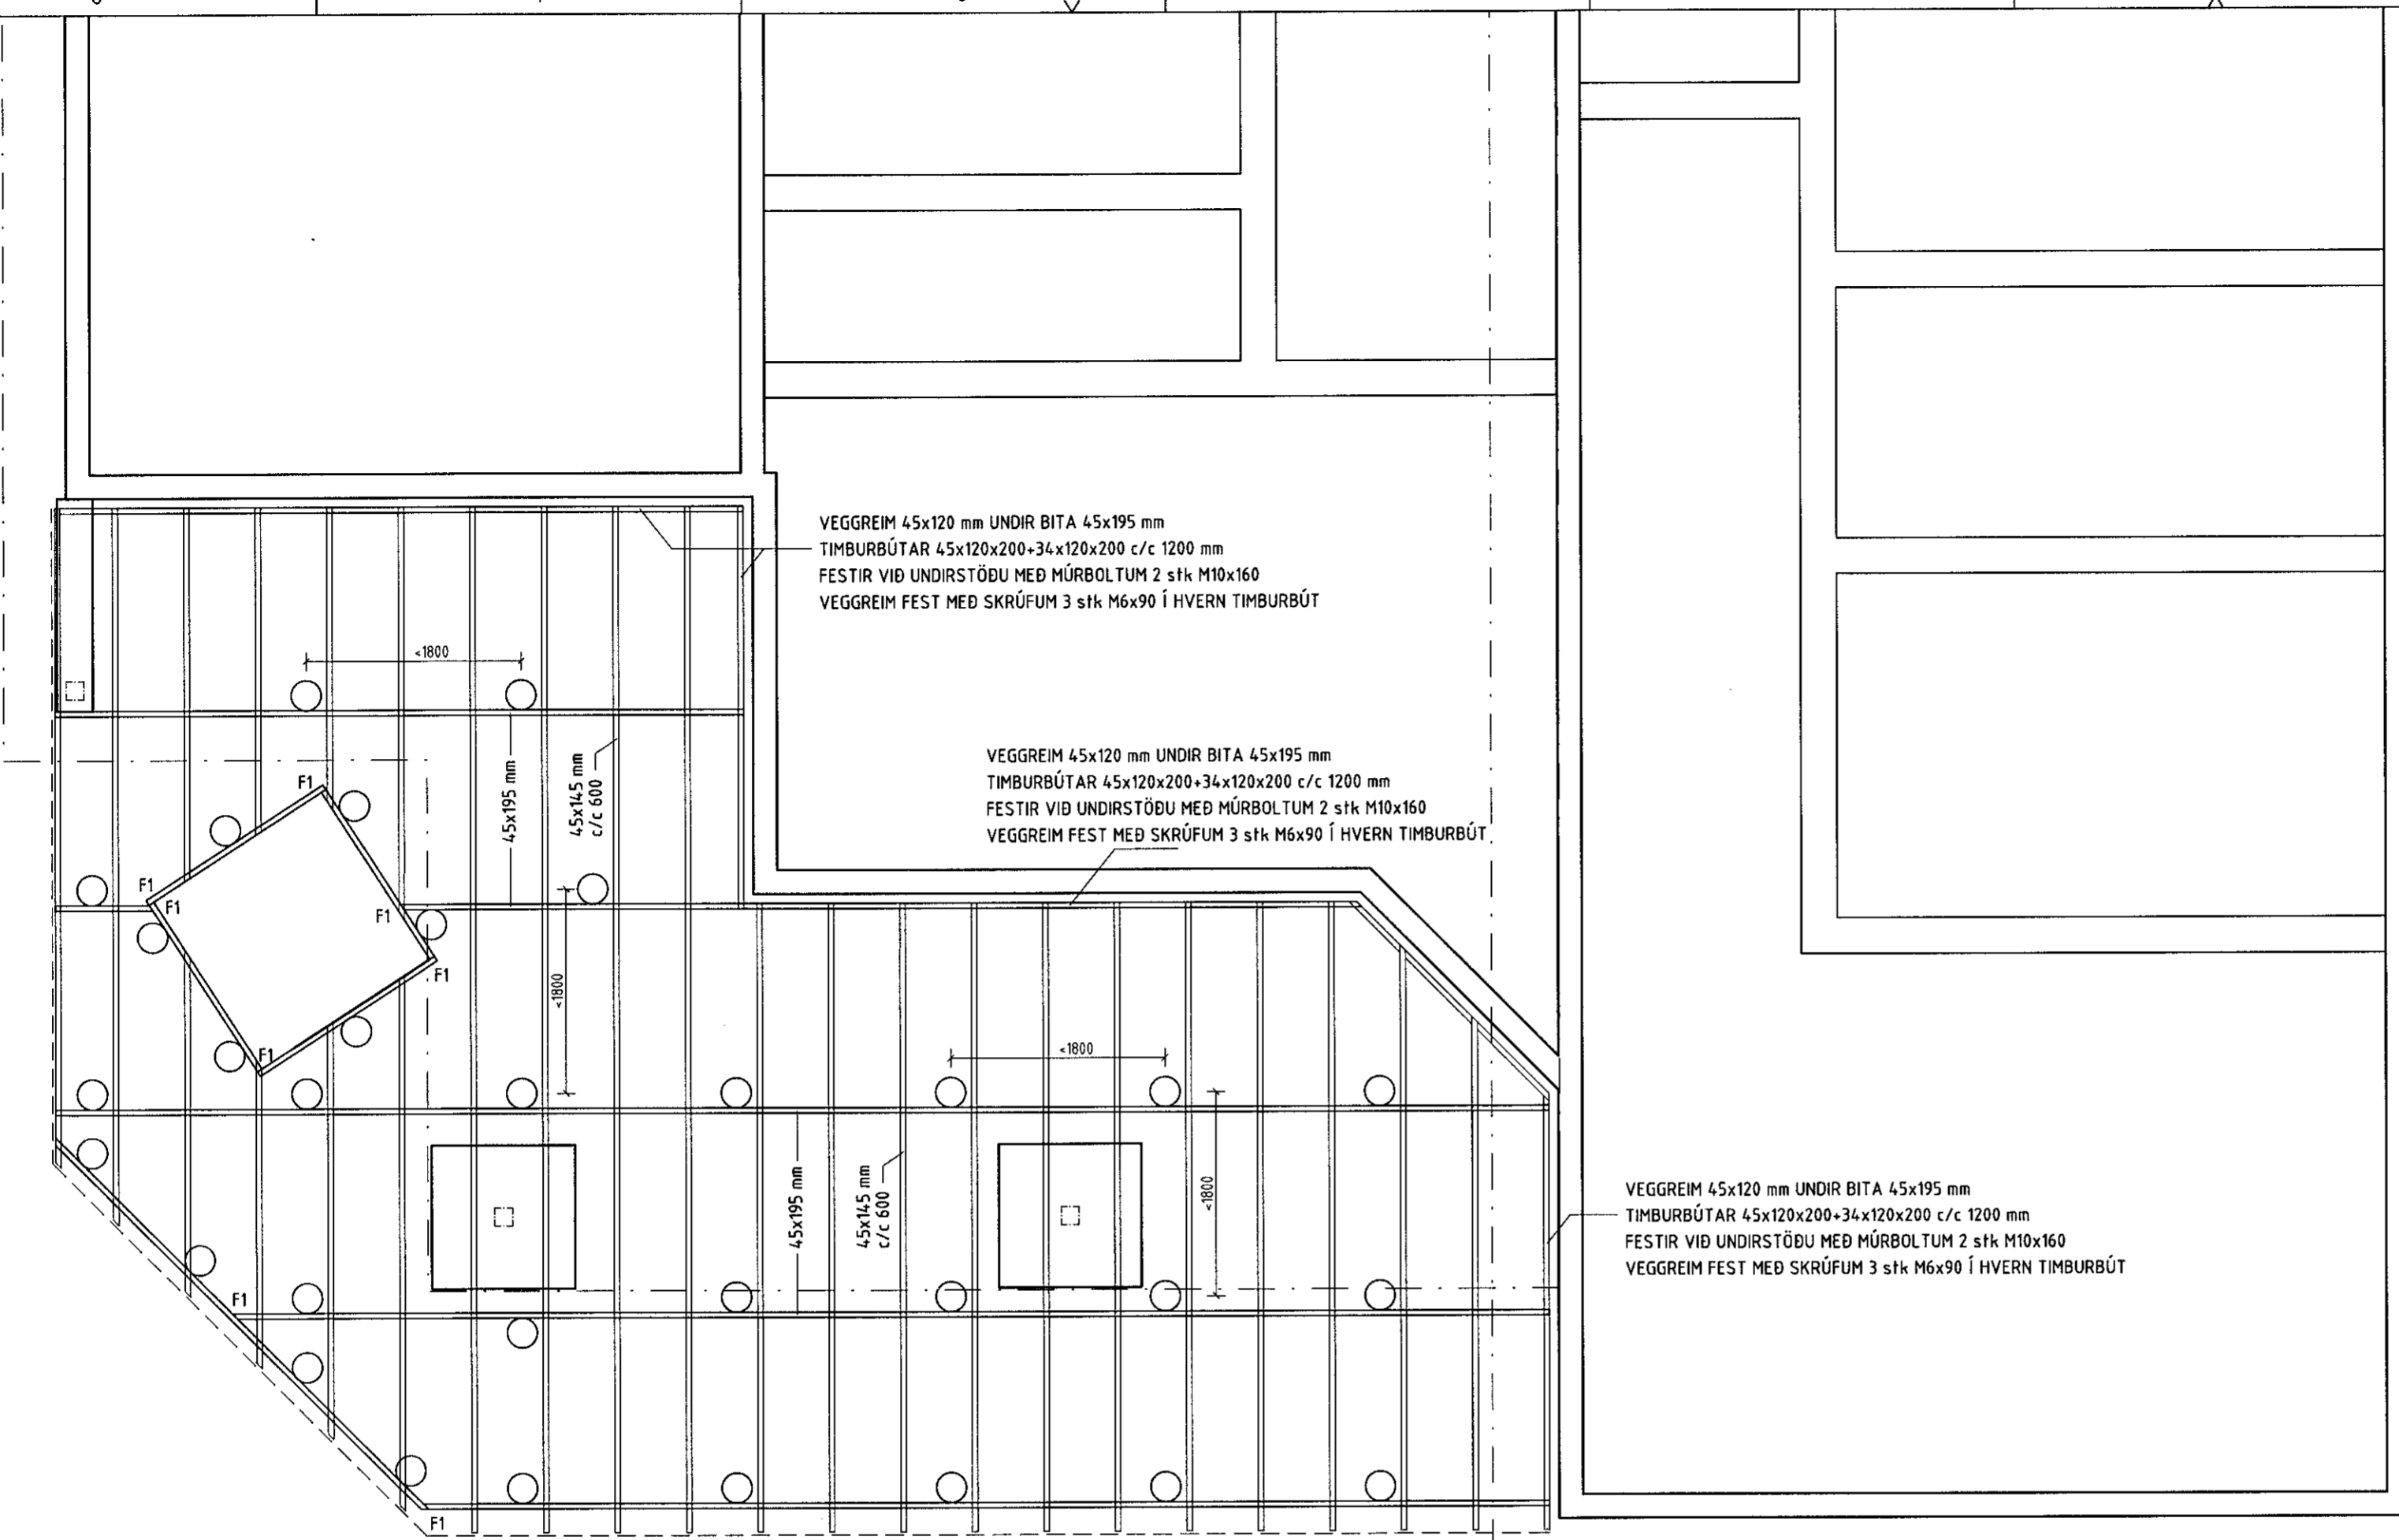 VEGGREIM 45x120 mm UNDIR BITA 45x195 mm
TIMBURBÚTAR 45x120x200+34x120x200 c/c 1200 mm
FESTIR VIÐ UNDIRSTÖÐU MEÐ MÚRBOLTUM 2 stk M10x160
VEGGREIM FEST MEÐ SKRÚFUM 3 stk M6x90 Í HVERN TIMBURBÚT
<1800
45x195 mm
45x145 mm
c/c 600
VEGGREIM 45x120 mm UNDIR BITA 45x195 mm
TIMBURBÚTAR 45x120x200+34x120x200 c/c 1200 mm
FESTIR VIÐ UNDIRSTÖÐU MEÐ MÚRBOLTUM 2 stk M10x160
VEGGREIM FEST MEÐ SKRÚFUM 3 stk M6x90 Í HVERN TIMBURBÚT
F1
F1
F1
F1
F1
F1
<1800
<1800
<1800
45x195 mm
45x145 mm
c/c 600
VEGGREIM 45x120 mm UNDIR BITA 45x195 mm
TIMBURBÚTAR 45x120x200+34x120x200 c/c 1200 mm
FESTIR VIÐ UNDIRSTÖÐU MEÐ MÚRBOLTUM 2 stk M10x160
VEGGREIM FEST MEÐ SKRÚFUM 3 stk M6x90 Í HVERN TIMBURBÚT
F1
F1